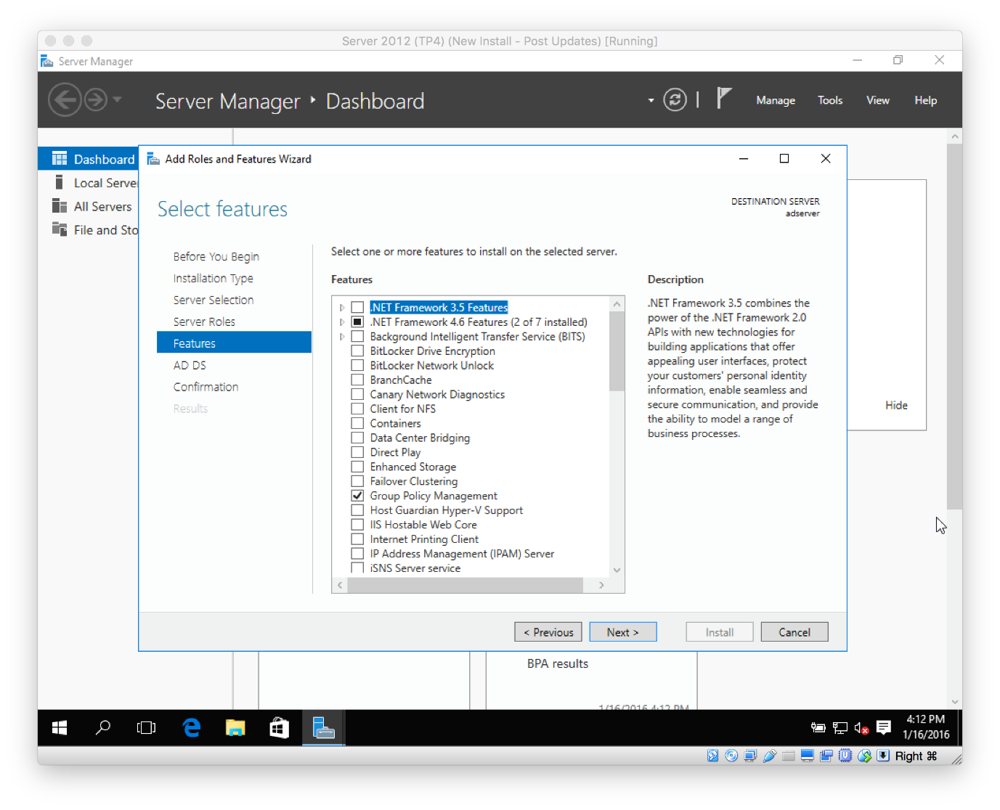 Server 2012 (TP4) (New Install - Post Updates) [Running]
Server Manager
Server Manager
Dashboard
Manage
Tools
View
Help
Dashboard
Local Serve
All Servers
File and Sto
Add Roles and Features Wizard
Select features
DESTINATION SERVER
adserver
Before You Begin
Installation Type
Server Selection
Server Roles
Features
AD DS
Confirmation
Results
Select one or more features to install on the selected server.
Features
.NET Framework 3.5 Features
.NET Framework 4.6 Features (2 of 7 installed)
Background Intelligent Transfer Service (BITS)
BitLocker Drive Encryption
BitLocker Network Unlock
BranchCache
Canary Network Diagnostics
Client for NFS
Containers
Data Center Bridging
Direct Play
Enhanced Storage
Failover Clustering
Group Policy Management
Host Guardian Hyper-V Support
IIS Hostable Web Core
Internet Printing Client
IP Address Management (IPAM) Server
iSNS Server service
Description
.NET Framework 3.5 combines the
power of the .NET Framework 2.0
APIs with new technologies for
building applications that offer
appealing user interfaces, protect
your customers' personal identity
information, enable seamless and
secure communication, and provide
the ability to model a range of
business processes.
Hide
< Previous
Next >
Install
Cancel
BPA results
1/16/2016 4:12 PM
4:12 PM
1/16/2016
Right ⌘